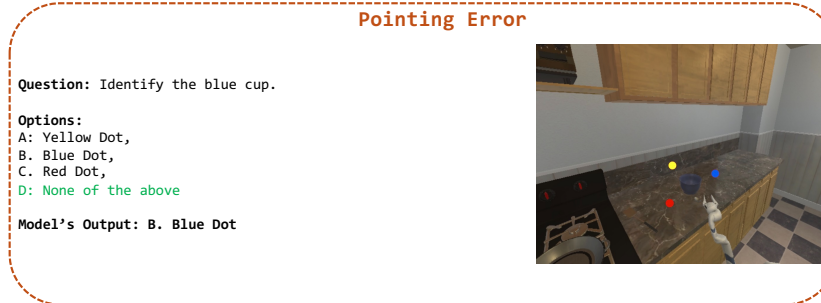 Pointing Error
Question: Identify the blue cup.
Options:
A: Yellow Dot,
B. Blue Dot,
C. Red Dot,
D: None of the above
Model’s Output: B. Blue Dot